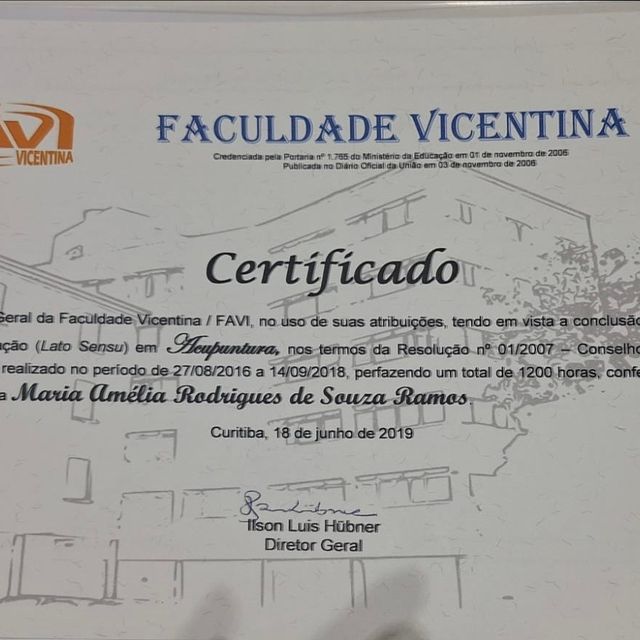 AVI
VICENTINA
FACULDADE VICENTINA
Credenciada pela Portaria nº 1.765 do Ministério da Educação em 01 de novembro de 2006
Publicada no Diário Oficial da União em 03 de novembro de 2006
Certificado
Geral da Faculdade Vicentina / FAVI, no uso de suas atribuições, tendo em vista a conclusão
ação (Lato Sensu) em Acupuntura, nos termos da Resolução nº 01/2007 – Conselho
realizado no período de 27/08/2016 a 14/09/2018, perfazendo um total de 1200 horas, confe
a Maria Amélia Rodrigues de Souza Ramos.
Curitiba, 18 de junho de 2019
Ilson Luis Hübner
Diretor Geral